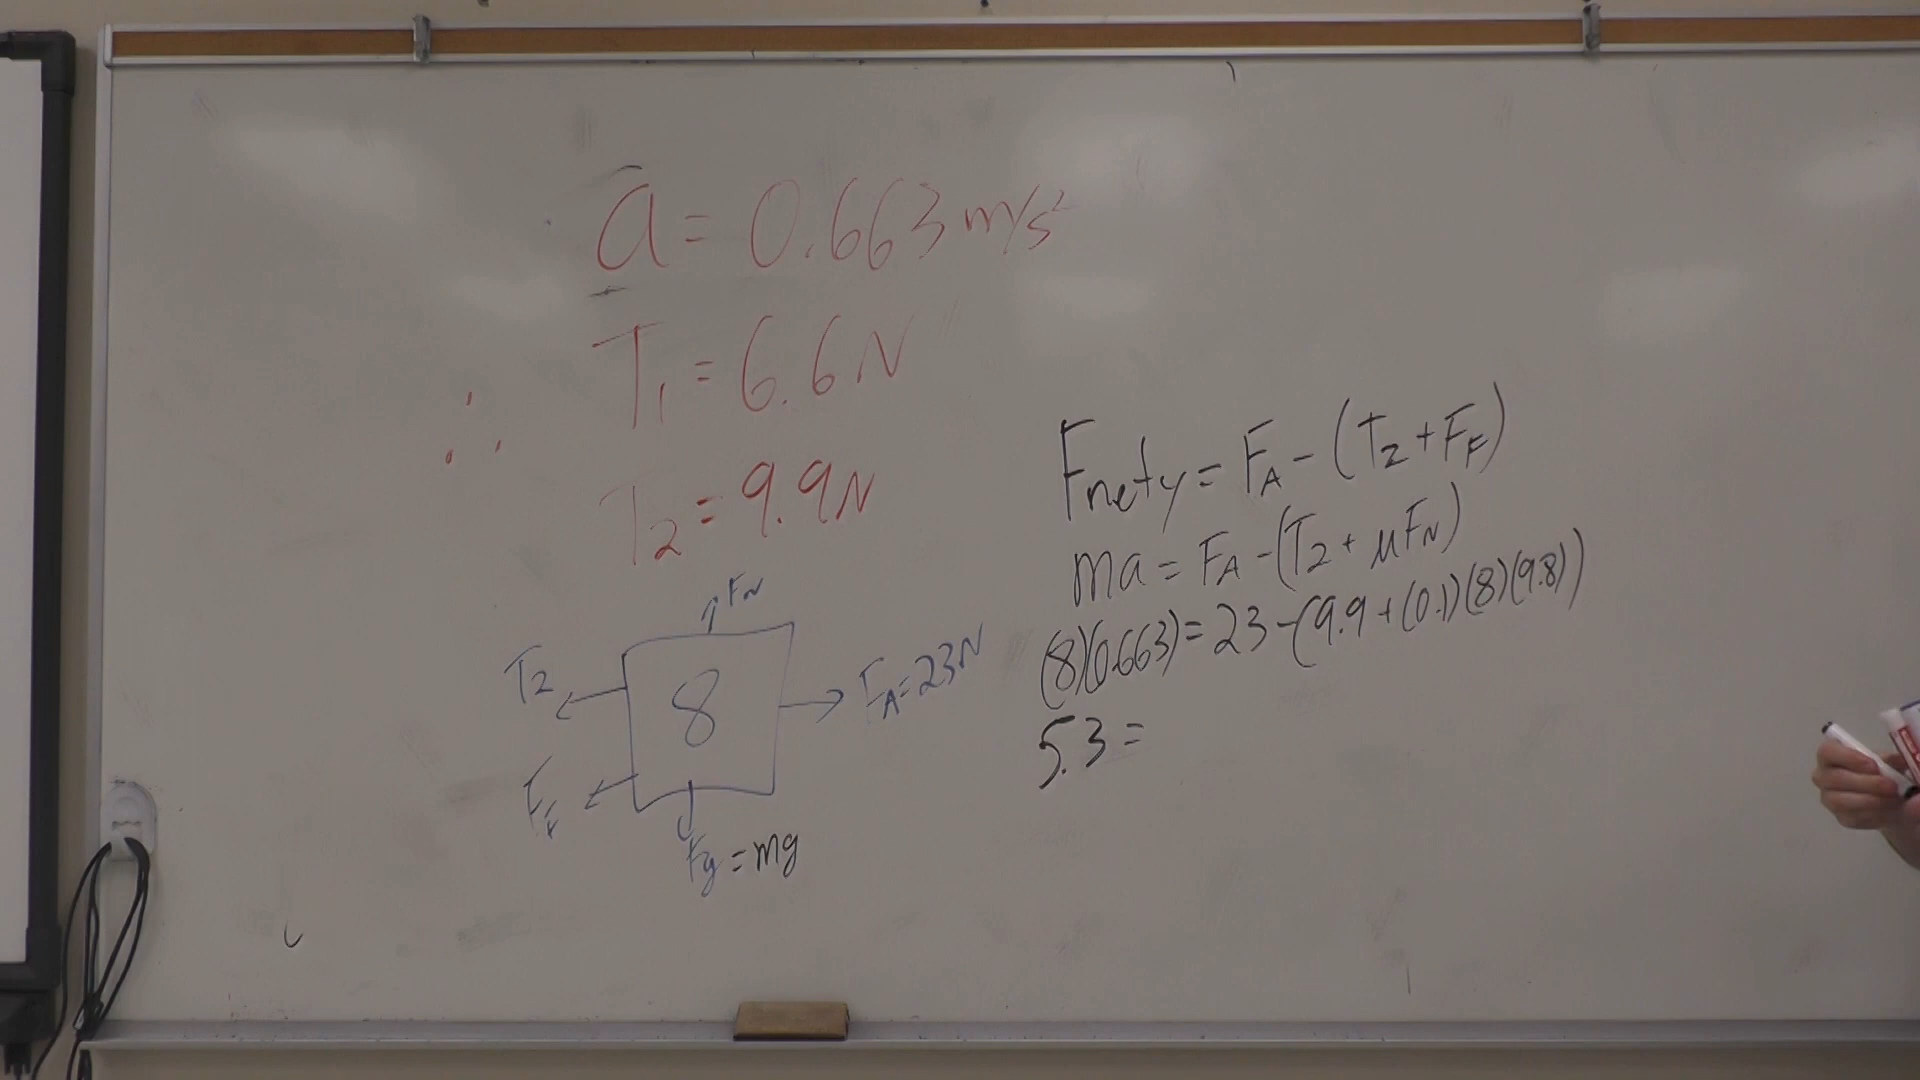 a = 0.663 m/s²
T₁ = 6.6 N
∴
T₂ = 9.9 N
Fnety = FA - (T2 + FF)
ma = FA - (T2 + μFN)
(8)(0.663) = 23 - (9.9 + (0.1)(8)(9.8))
5.3 =
FN
T2
8
FA = 23N
FF
Fg = mg